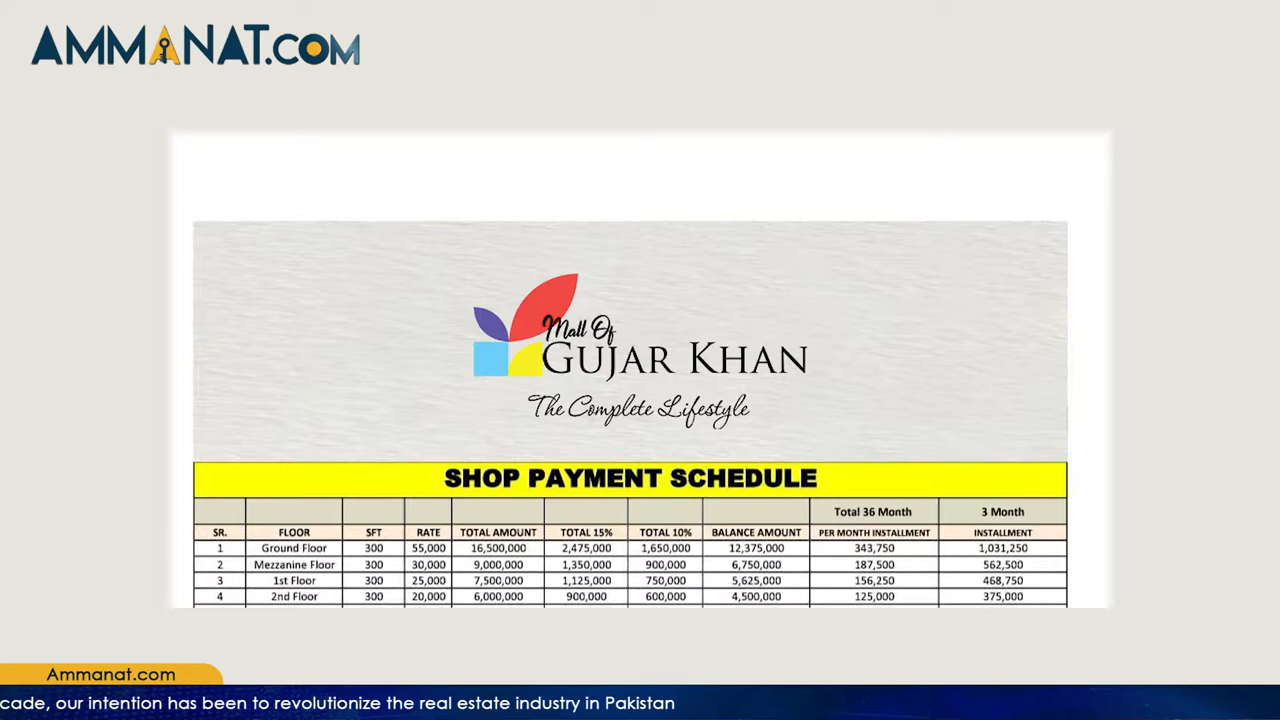 AMMANAT.COM
Mall Of
GUJAR KHAN
The Complete Lifestyle
SHOP PAYMENT SCHEDULE
Total 36 Month 3 Month
SR. FLOOR SFT RATE TOTAL AMOUNT TOTAL 15% TOTAL 10% BALANCE AMOUNT PER MONTH INSTALLMENT INSTALLMENT
1 Ground Floor 300 55,000 16,500,000 2,475,000 1,650,000 12,375,000 343,750 1,031,250
2 Mezzanine Floor 300 30,000 9,000,000 1,350,000 900,000 6,750,000 187,500 562,500
3 1st Floor 300 25,000 7,500,000 1,125,000 750,000 5,625,000 156,250 468,750
4 2nd Floor 300 20,000 6,000,000 900,000 600,000 4,500,000 125,000 375,000
Ammanat.com
cade, our intention has been to revolutionize the real estate industry in Pakistan